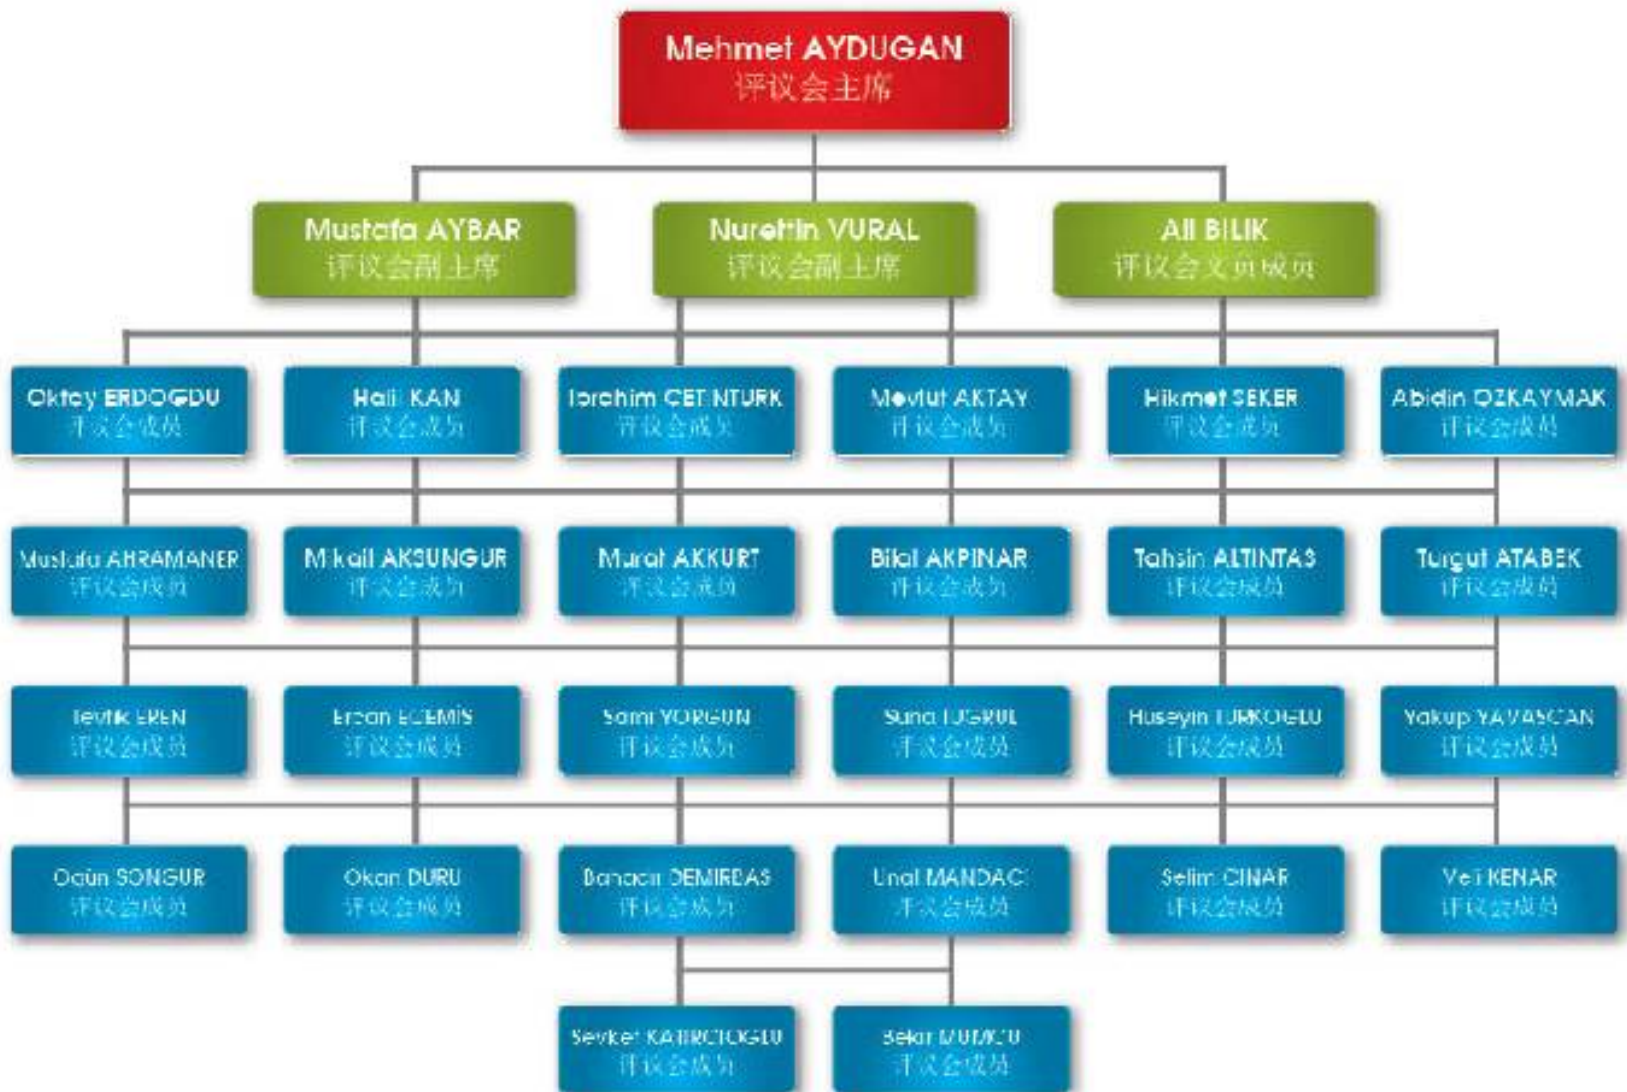 Mehmet AYDUGAN
评议会主席
Mustafa AYBAR
评议会副主席
Nurettin VURAL
评议会副主席
Ali BILIK
评议会文员成员
Oktay ERDOGDU
评议会成员
Halil KAN
评议会成员
Ibrahim CETINTURK
评议会成员
Mevlut AKTAY
评议会成员
Hikmet SEKER
评议会成员
Abidin OZKAYMAK
评议会成员
Mustafa AHRAMANER
评议会成员
Mikail AKSUNGUR
评议会成员
Murat AKKURT
评议会成员
Bilal AKPINAR
评议会成员
Tahsin ALTINTAS
评议会成员
Turgut ATABEK
评议会成员
Tevfik EREN
评议会成员
Ercan ECEMİS
评议会成员
Sami YORGUN
评议会成员
Suna TUGRUL
评议会成员
Huseyin TURKOGLU
评议会成员
Yakup YAVASCAN
评议会成员
SONGUR
评议会成员
Okan DURU
评议会成员
DEMIRBAS
评议会成员
Unal MANDACI
评议会成员
Selim CINAR
评议会成员
Veli KENAR
评议会成员
Sevket KATIRCIOGLU
评议会成员
Bekir MUMCU
评议会成员